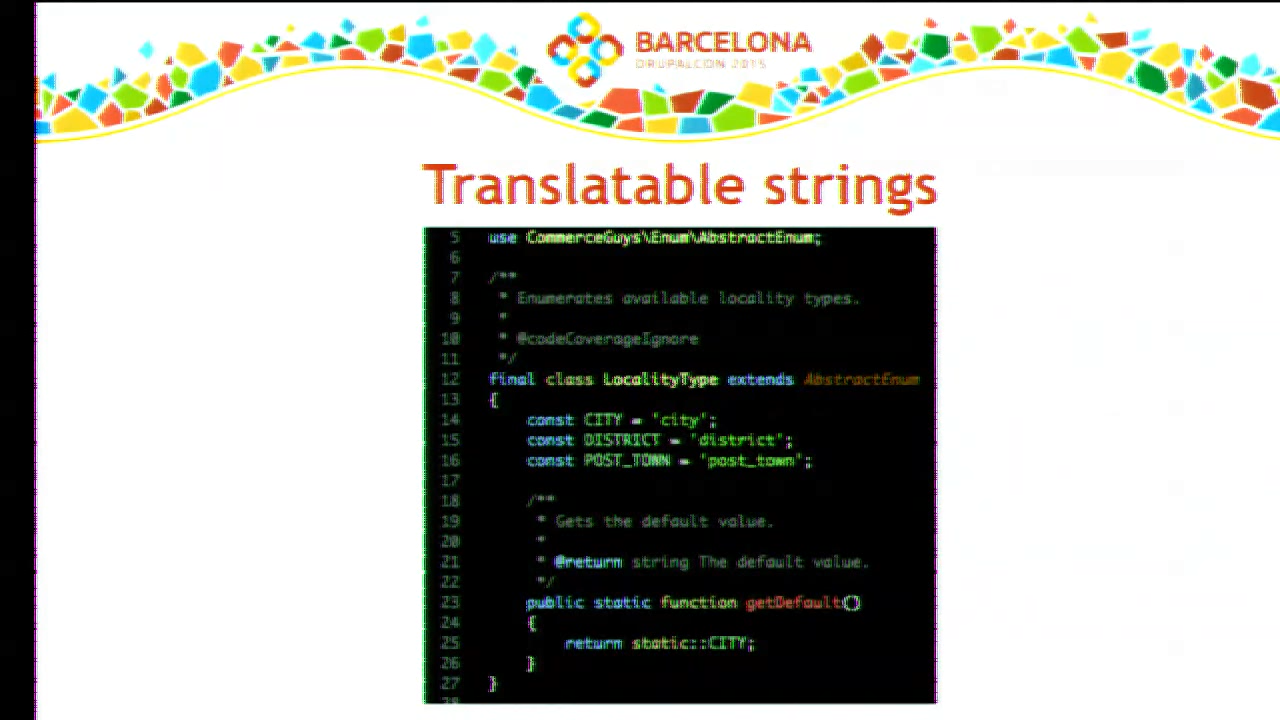 BARCELONA
DRUPALCON 2015
Translatable strings
5 use CommerceGuys\Enum\AbstractEnum;
6
7 /**
8 * Enumerates available locality types.
9 *
10 * @codeCoverageIgnore
11 */
12 final class LocalityType extends AbstractEnum
13 {
14 const CITY = 'city';
15 const DISTRICT = 'district';
16 const POST_TOWN = 'post_town';
17
18 /**
19 * Gets the default value.
20 *
21 * @return string The default value.
22 */
23 public static function getDefault()
24 {
25 return static::CITY;
26 }
27 }